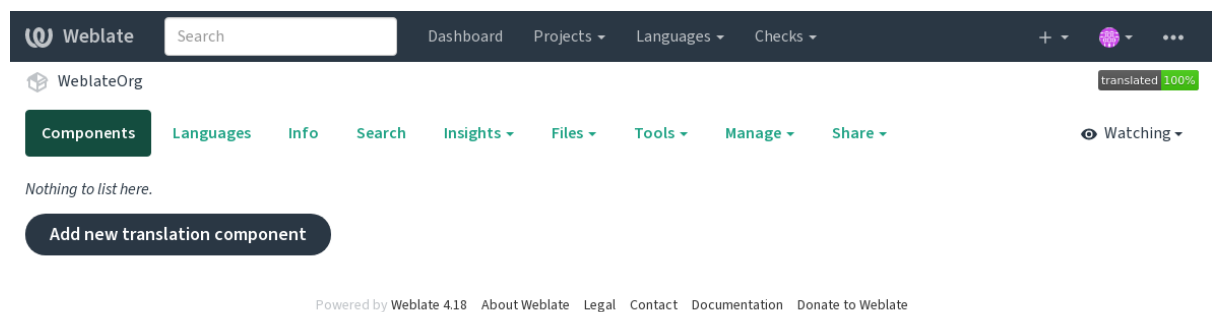 Weblate Search Dashboard Projects Languages Checks
WeblateOrg translated 100%
Components Languages Info Search Insights Files Tools Manage Share Watching
Nothing to list here.
Add new translation component
Powered by Weblate 4.18 About Weblate Legal Contact Documentation Donate to Weblate